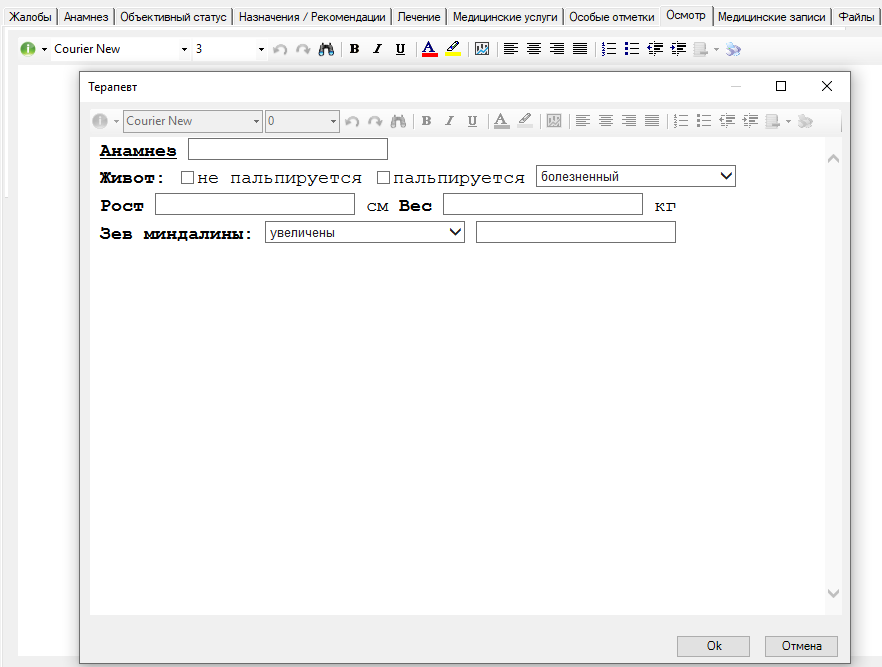 Жалобы Анамнез Объективный статус Назначения / Рекомендации Лечение Медицинские услуги Особые отметки Осмотр Медицинские записи Файлы
Courier New 3 B I U A
Терапевт
Courier New 0 B I U A
Анамнез
Живот: не пальпируется пальпируется болезненный
Рост см Вес кг
Зев миндалины: увеличены
Ok Отмена